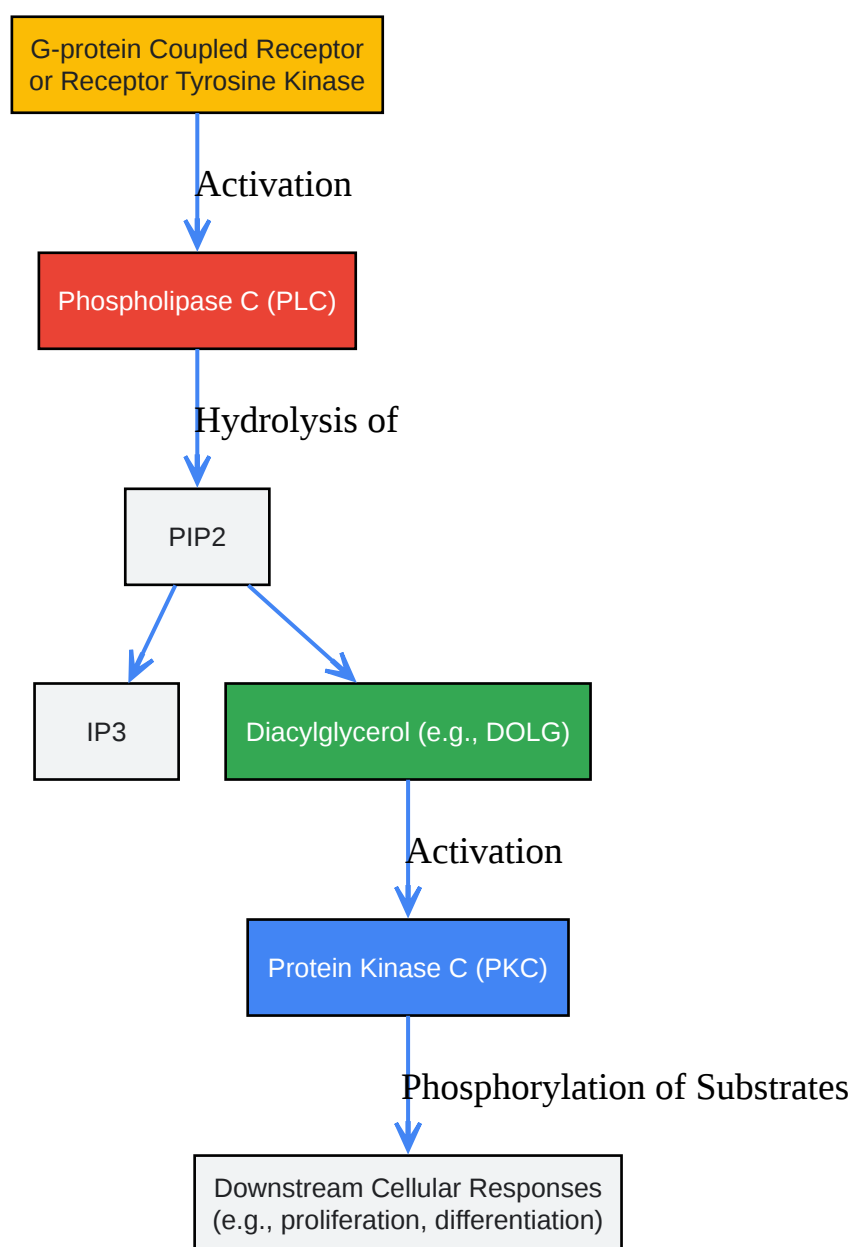 G-protein Coupled Receptor
or Receptor Tyrosine Kinase
Activation
Phospholipase C (PLC)
Hydrolysis of
PIP2
IP3
Diacylglycerol (e.g., DOLG)
Activation
Protein Kinase C (PKC)
Phosphorylation of Substrates
Downstream Cellular Responses
(e.g., proliferation, differentiation)